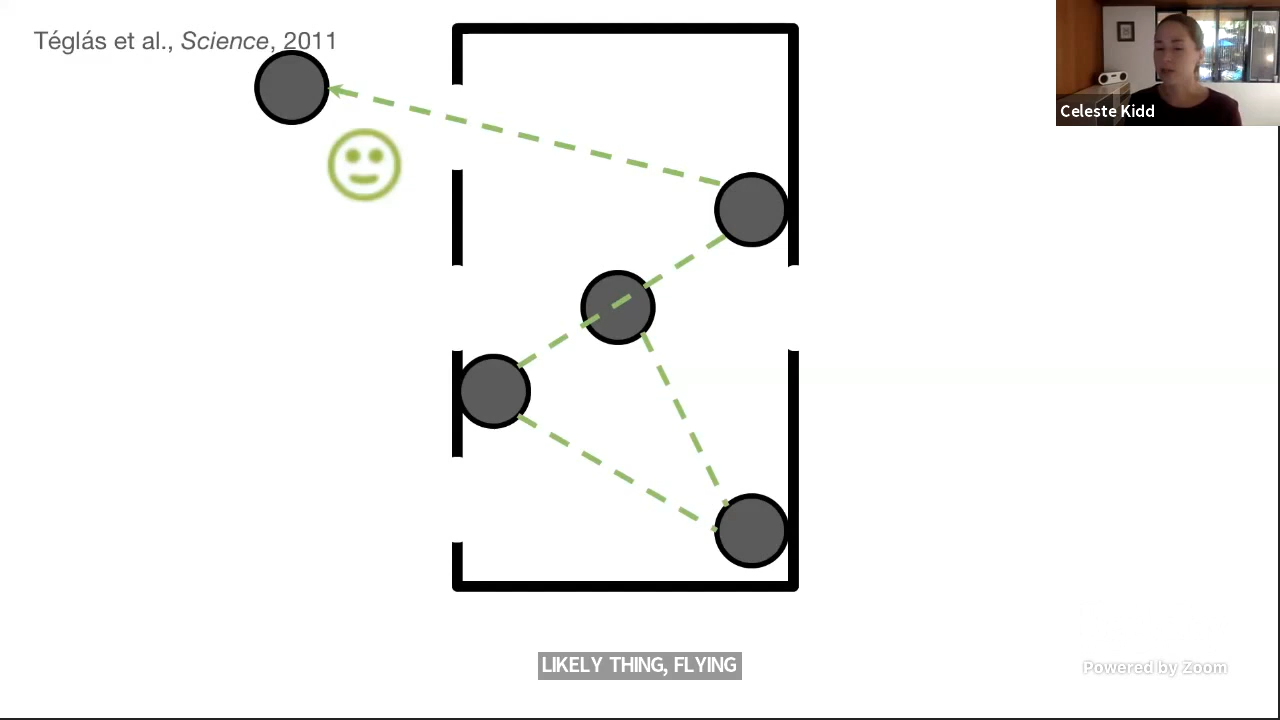 Téglás et al., Science, 2011
Celeste Kidd
LIKELY THING, FLYING
Powered by Zoom